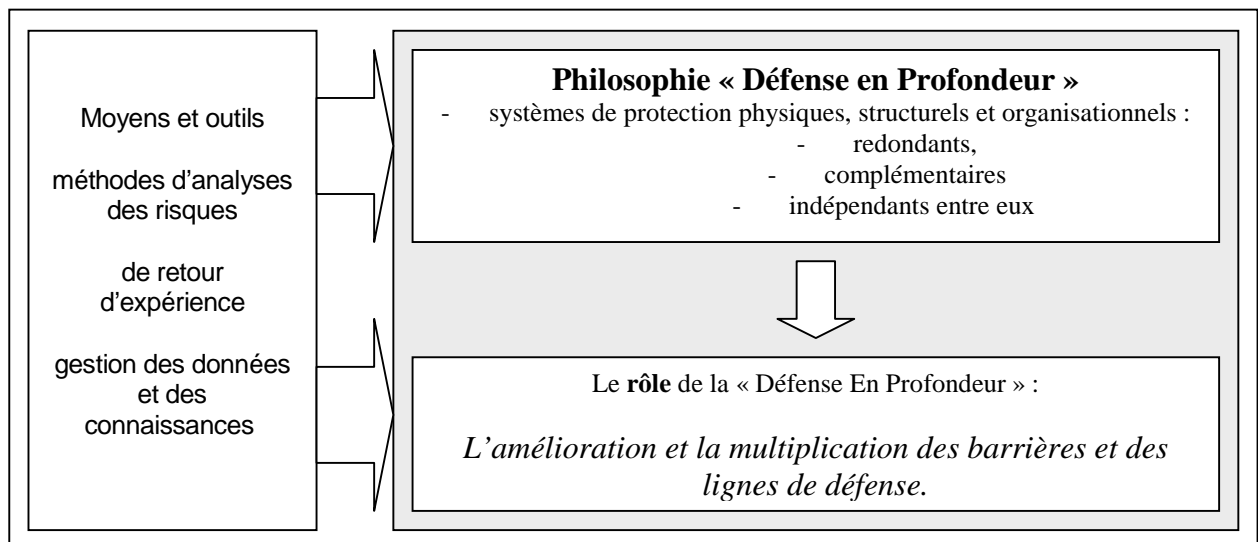 Moyens et outils
méthodes d'analyses
des risques
de retour
d'expérience
gestion des données
et des
connaissances
Philosophie « Défense en Profondeur »
- systèmes de protection physiques, structurels et organisationnels :
- redondants,
- complémentaires
- indépendants entre eux
Le rôle de la « Défense En Profondeur » :
L'amélioration et la multiplication des barrières et des
lignes de défense.